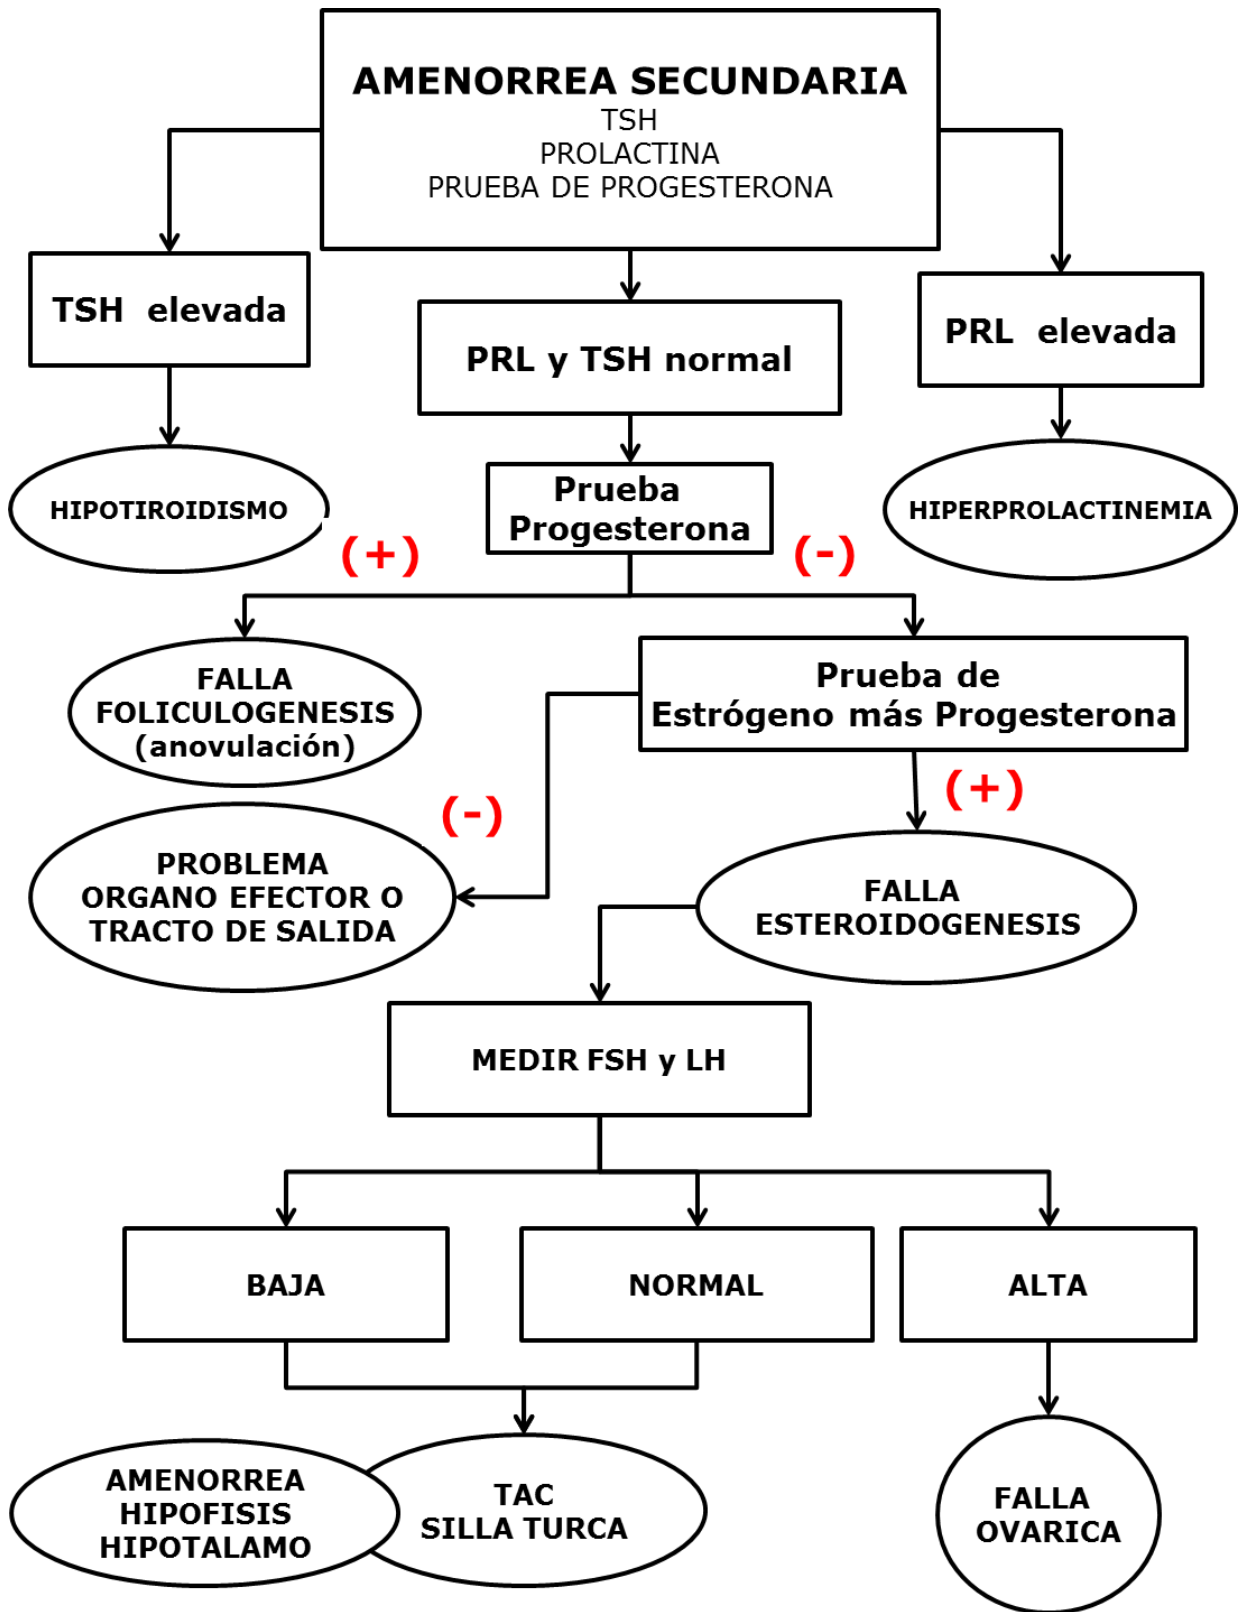 AMENORREA SECUNDARIA
TSH
PROLACTINA
PRUEBA DE PROGESTERONA
TSH elevada
PRL y TSH normal
PRL elevada
HIPOTIROIDISMO
Prueba
Progesterona
HIPERPROLACTINEMIA
(+)
(-)
FALLA
FOLICULOGENESIS
(anovulación)
Prueba de
Estrógeno más Progesterona
(-)
(+)
PROBLEMA
ORGANO EFECTOR O
TRACTO DE SALIDA
FALLA
ESTEROIDOGENESIS
MEDIR FSH y LH
BAJA
NORMAL
ALTA
AMENORREA
HIPOFISIS
HIPOTALAMO
TAC
SILLA TURCA
FALLA
OVARICA